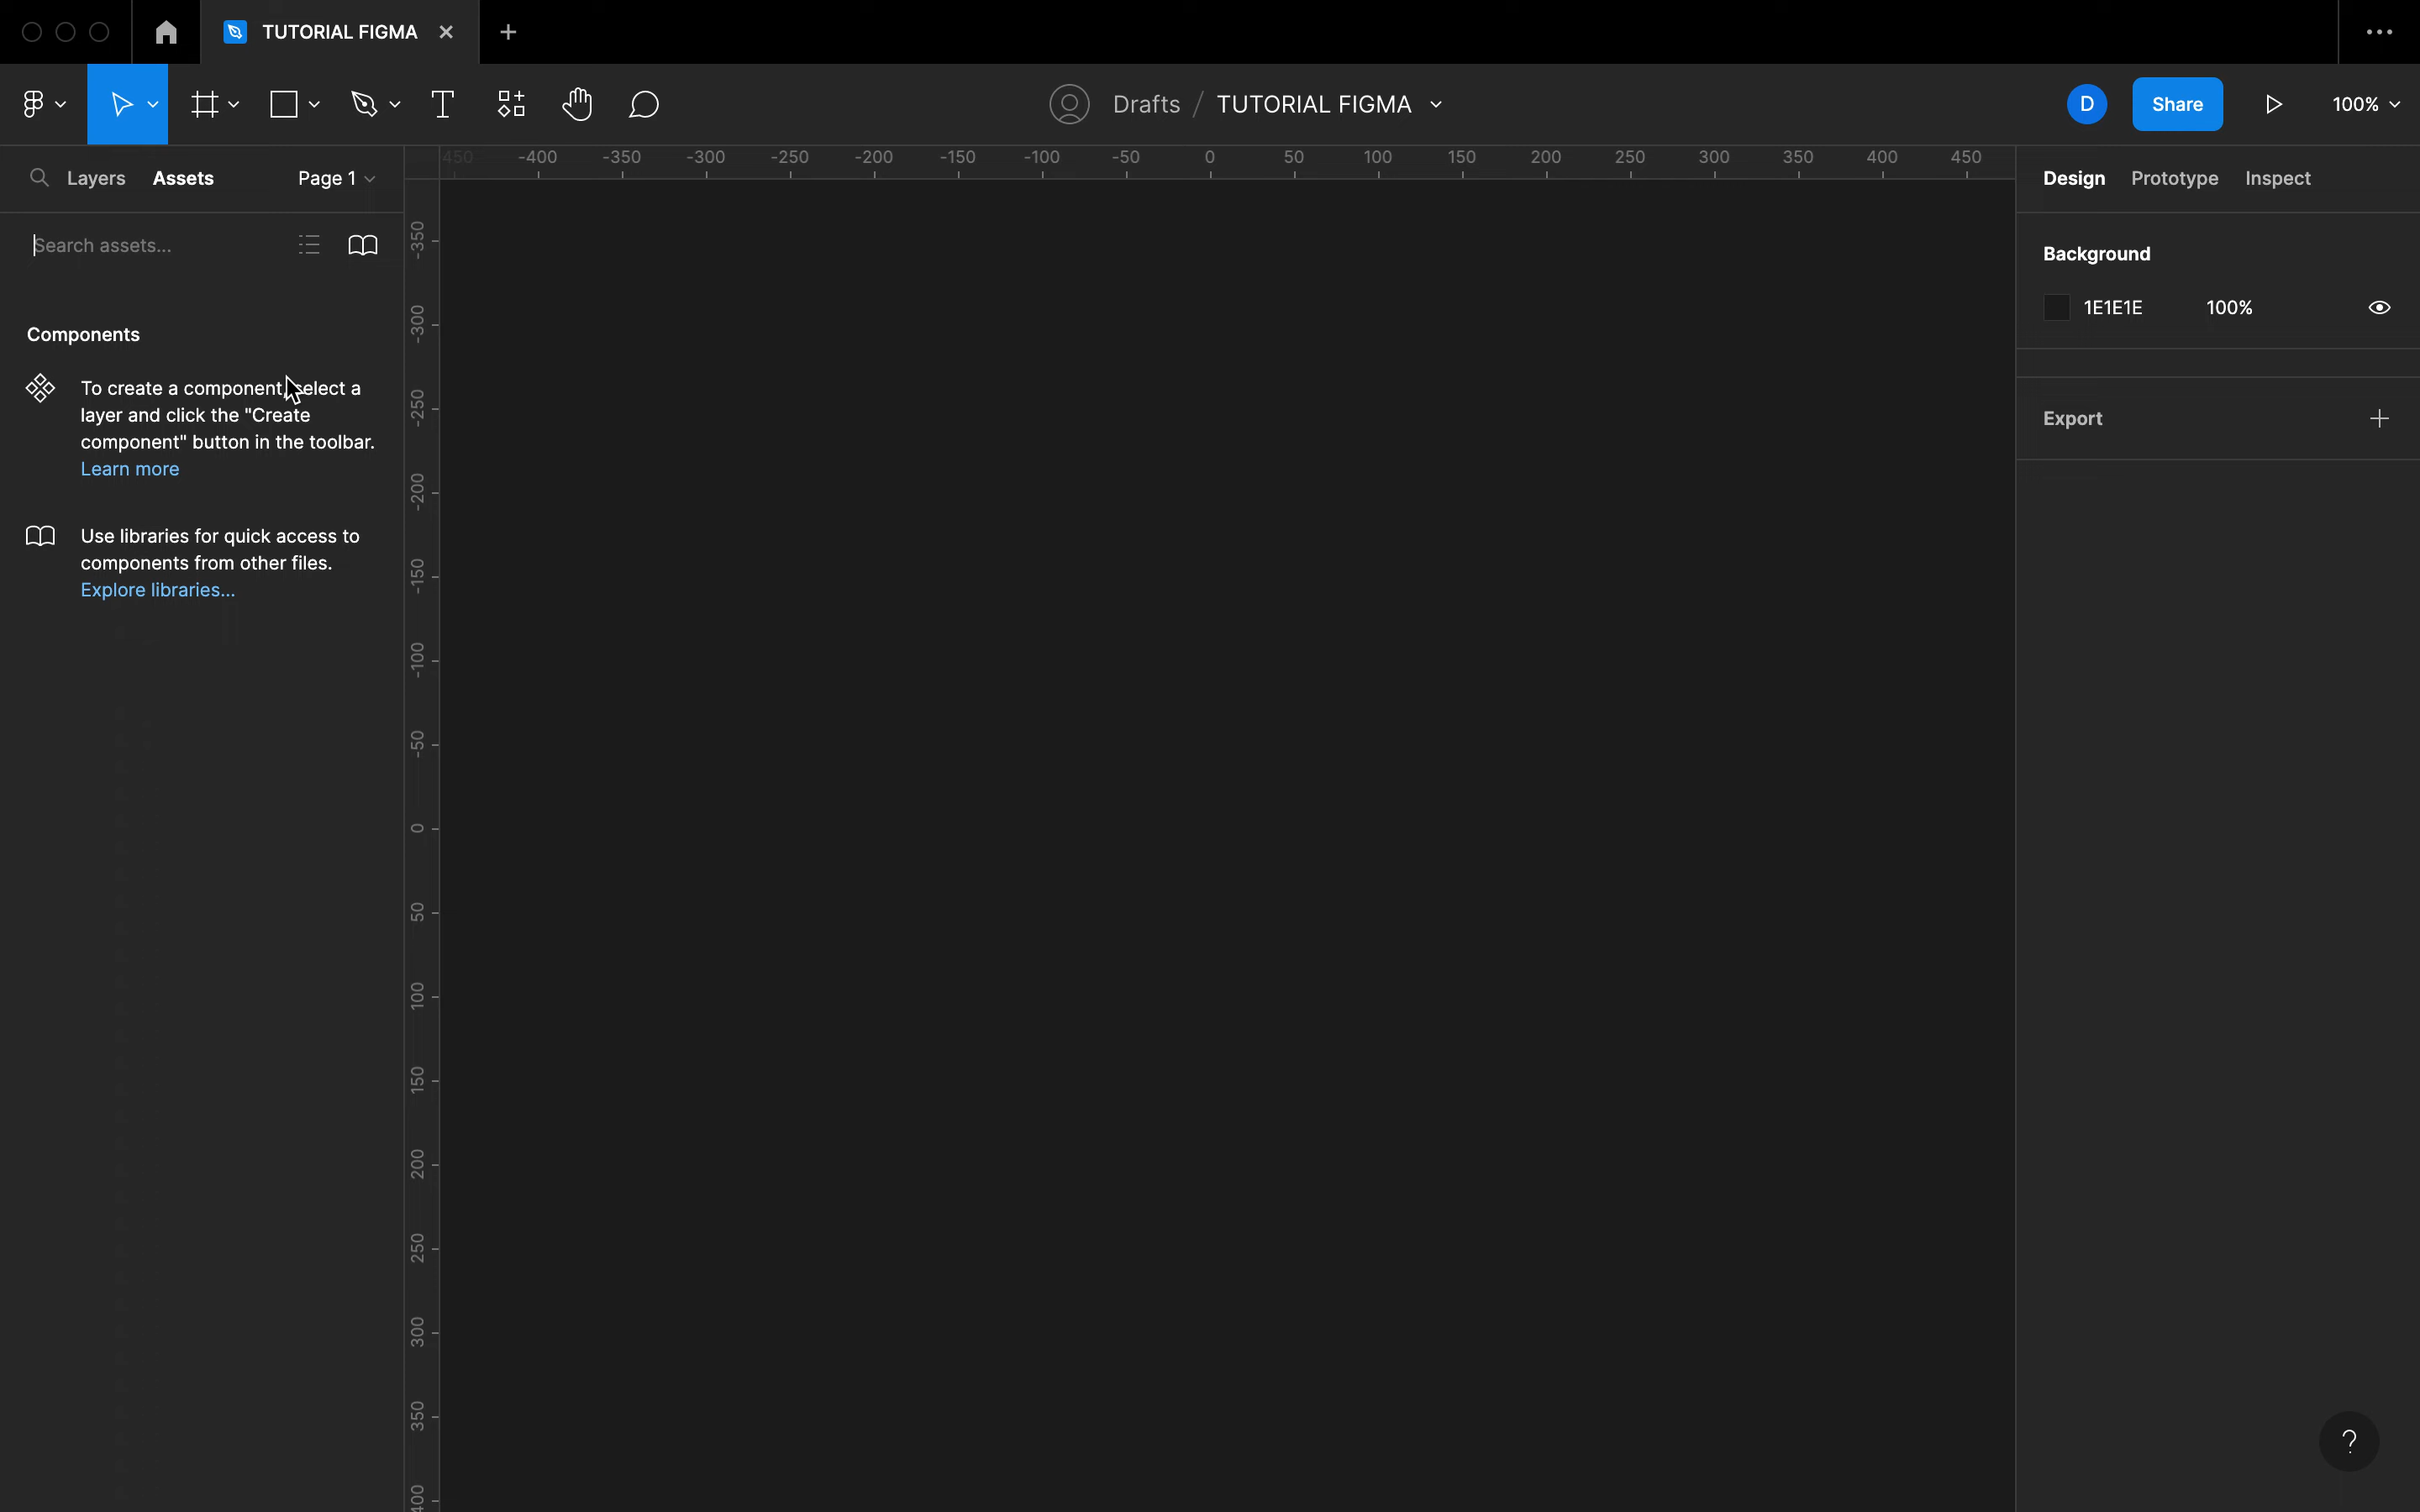 TUTORIAL FIGMA
Drafts / TUTORIAL FIGMA
D
Share
100%
Layers Assets Page 1
Search assets...
Components
To create a component, select a
layer and click the "Create
component" button in the toolbar.
Learn more
Use libraries for quick access to
components from other files.
Explore libraries...
450 -400 -350 -300 -250 -200 -150 -100 -50 0 50 100 150 200 250 300 350 400 450
-350
-300
-250
-200
-150
-100
-50
0
50
100
150
200
250
300
350
400
Design Prototype Inspect
Background
1E1E1E 100%
Export
?